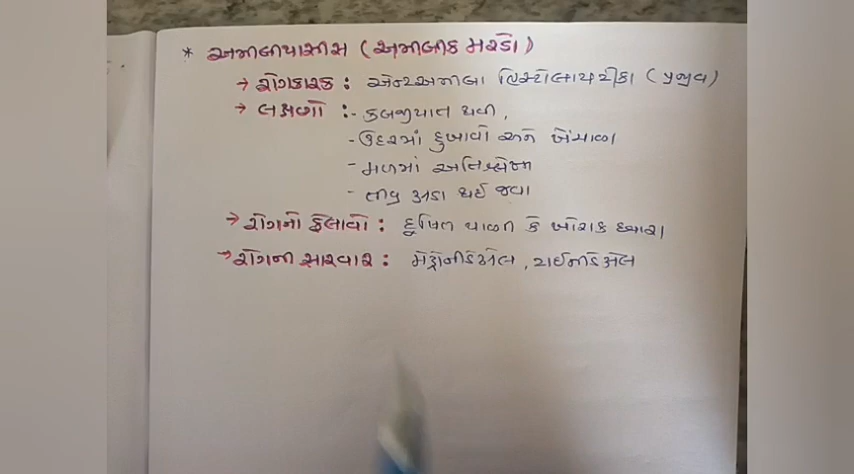 * અમીબીયાસીસ (અમીબીક મરડો)
→ રોગકારક : એન્ટઅમીબા હિસ્ટોલાયટીકા (પ્રજીવ)
→ લક્ષણો :- કબજીયાત થવી,
- ઉદરમાં દુખાવો અને ખેંચાણ
- મળમાં અતિશ્લેષ્મ
- તીવ્ર ઝાડા થઈ જવા
→ રોગનો ફેલાવો : દૂષિત પાણી કે ખોરાક દ્વારા
→ રોગની સારવાર : મેટ્રોનીડેઝોલ, ટાઈનીડેઝોલ